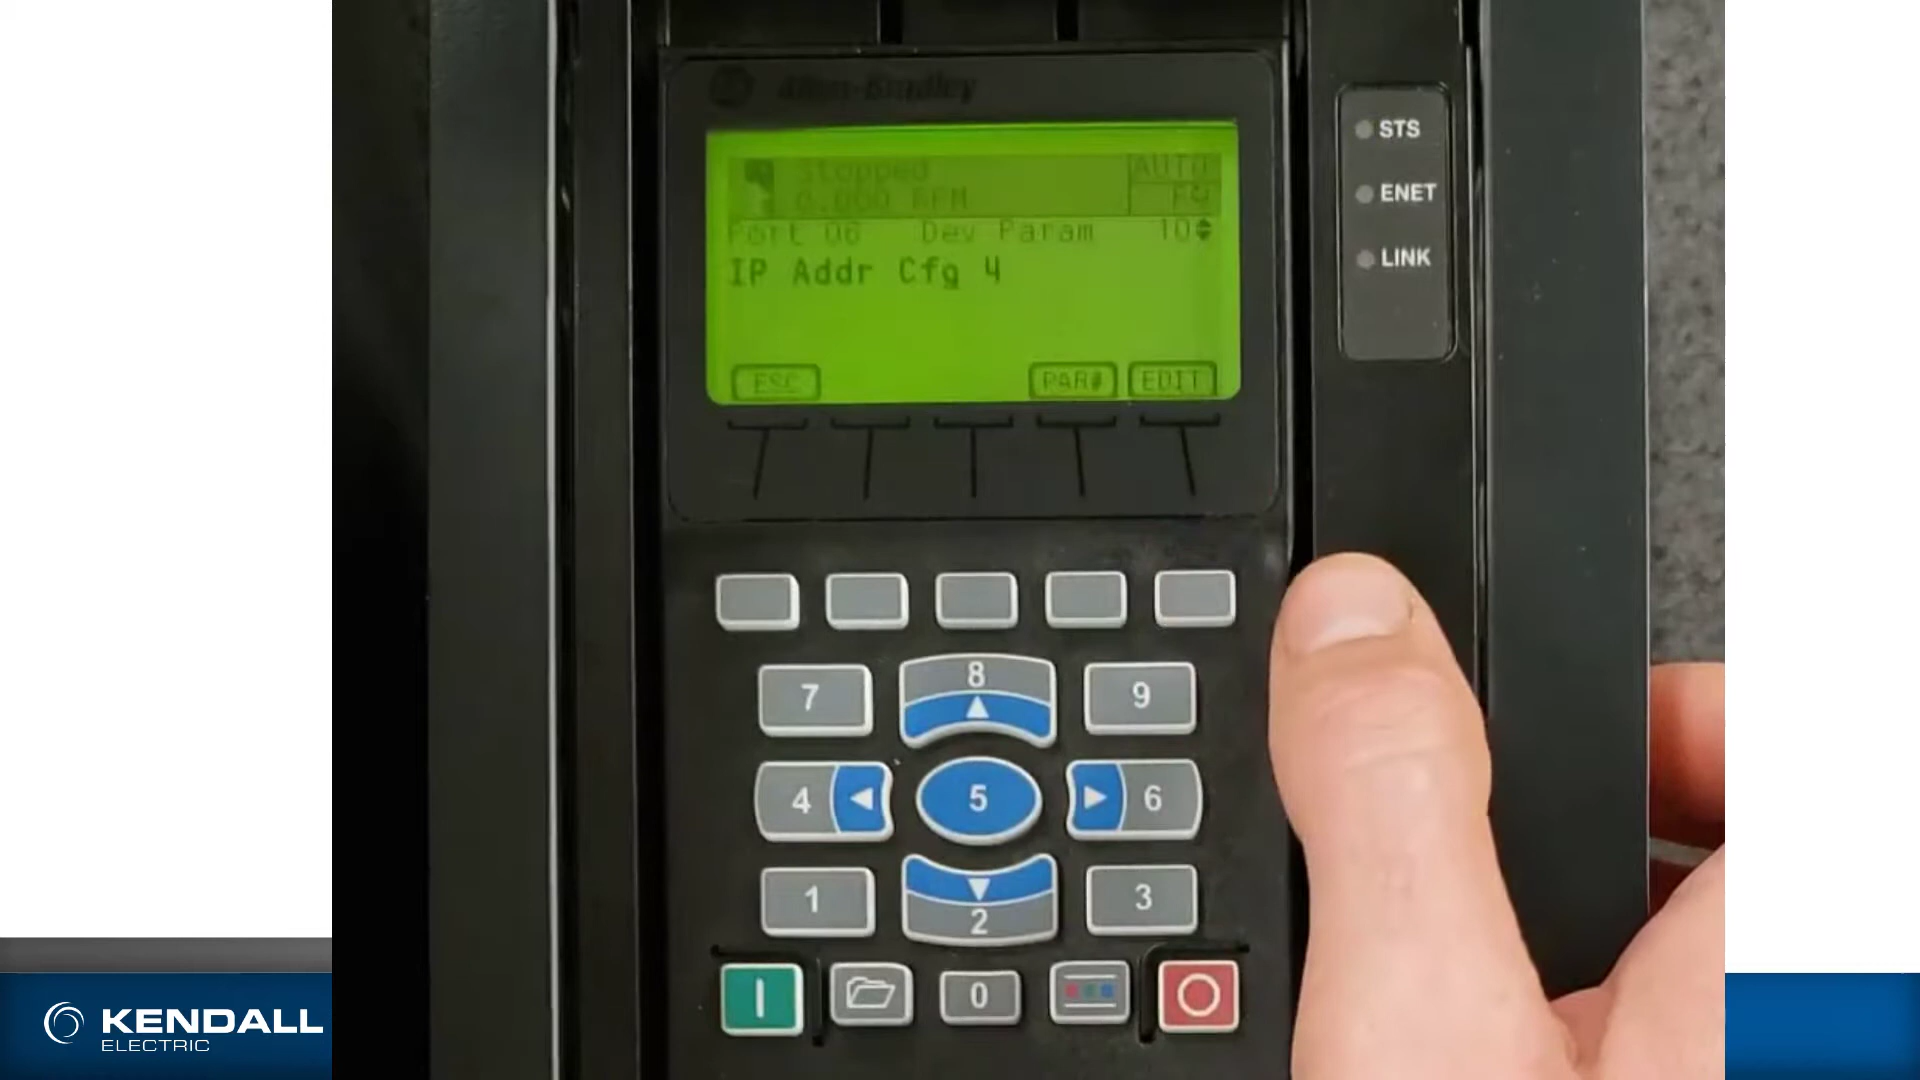 Allen-Bradley
Stopped
AUTO
0.000 RPM
Port 06 Dev Param 10
IP Addr Cfg 4
ESC
PAR#
EDIT
STS
ENET
LINK
7
8
9
4
5
6
1
2
3
0
KENDALL
ELECTRIC